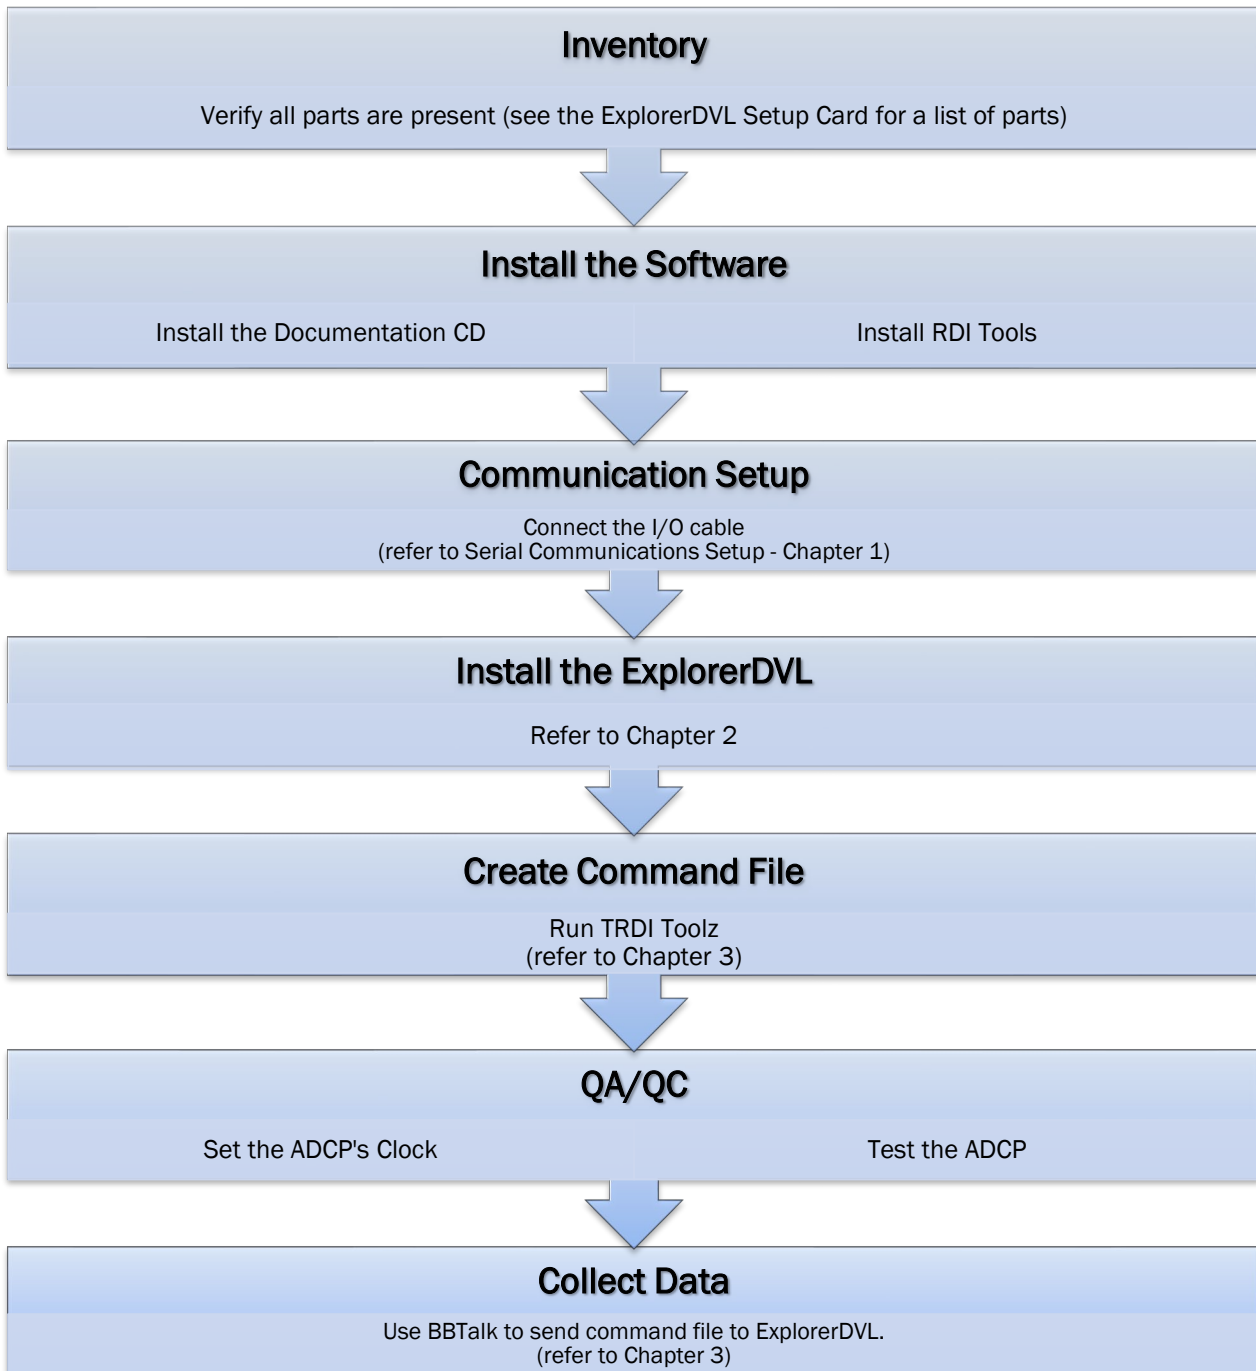 Inventory
Verify all parts are present (see the ExplorerDVL Setup Card for a list of parts)
Install the Software
Install the Documentation CD
Install RDI Tools
Communication Setup
Connect the I/O cable
(refer to Serial Communications Setup - Chapter 1)
Install the ExplorerDVL
Refer to Chapter 2
Create Command File
Run TRDI Toolz
(refer to Chapter 3)
QA/QC
Set the ADCP's Clock
Test the ADCP
Collect Data
Use BBTalk to send command file to ExplorerDVL.
(refer to Chapter 3)